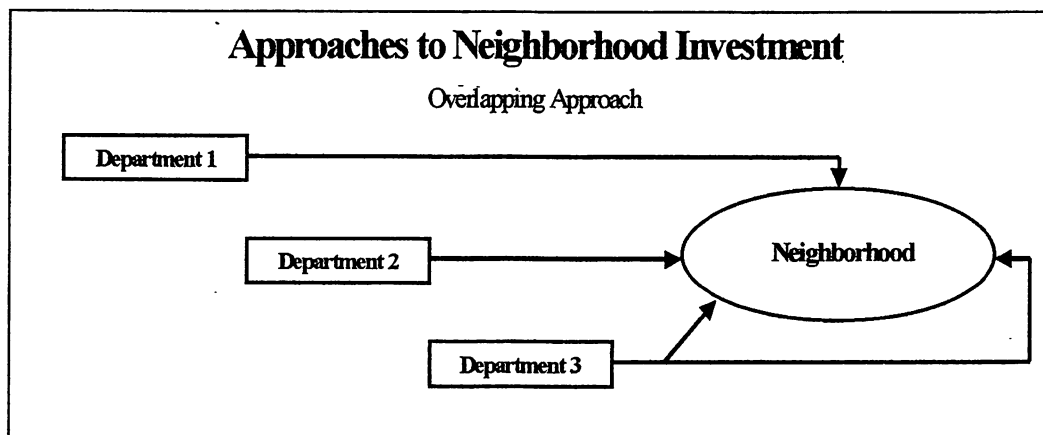 Approaches to Neighborhood Investment
Overlapping Approach
Department 1
Department 2
Neighborhood
Department 3